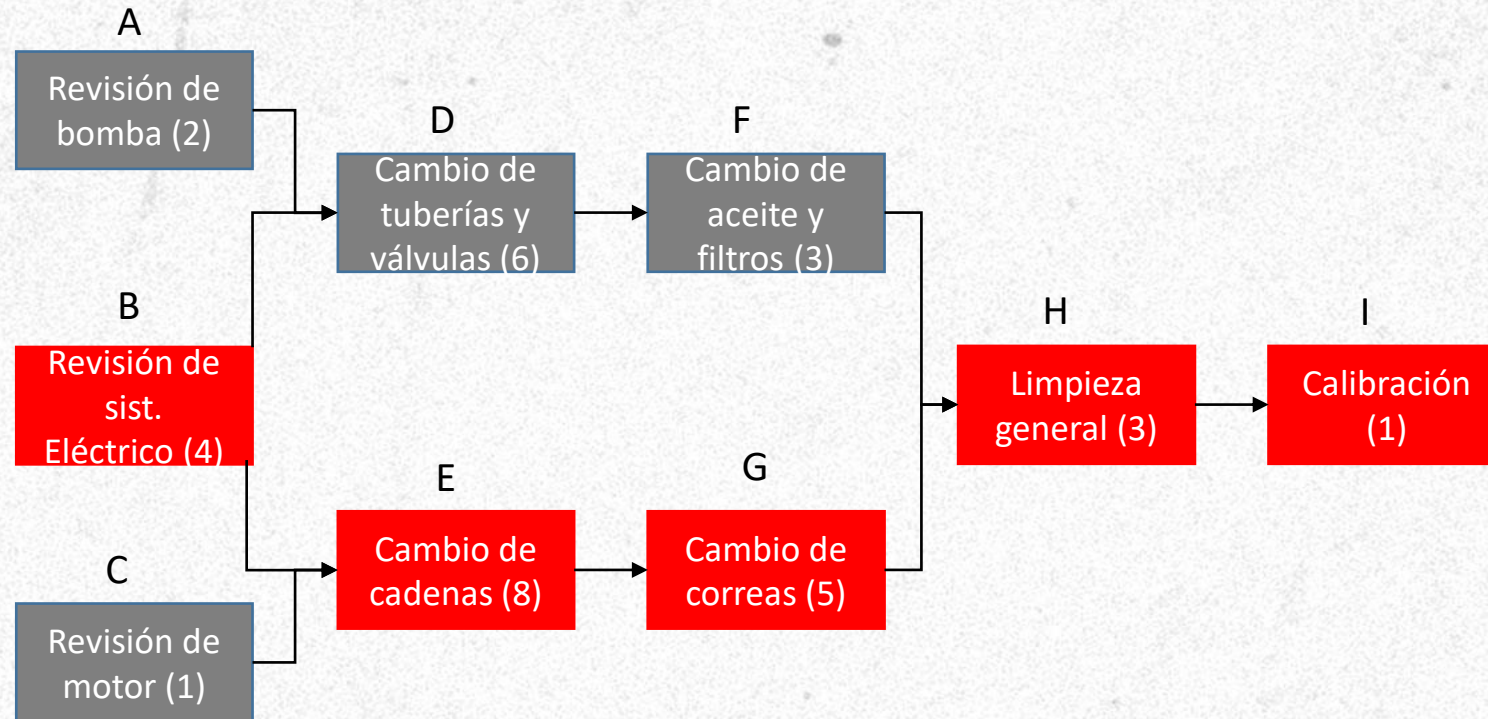 A
Revisión de
bomba (2)
D
Cambio de
tuberías y
válvulas (6)
F
Cambio de
aceite y
filtros (3)
B
Revisión de
sist.
Eléctrico (4)
H
Limpieza
general (3)
I
Calibración
(1)
E
Cambio de
cadenas (8)
G
Cambio de
correas (5)
C
Revisión de
motor (1)